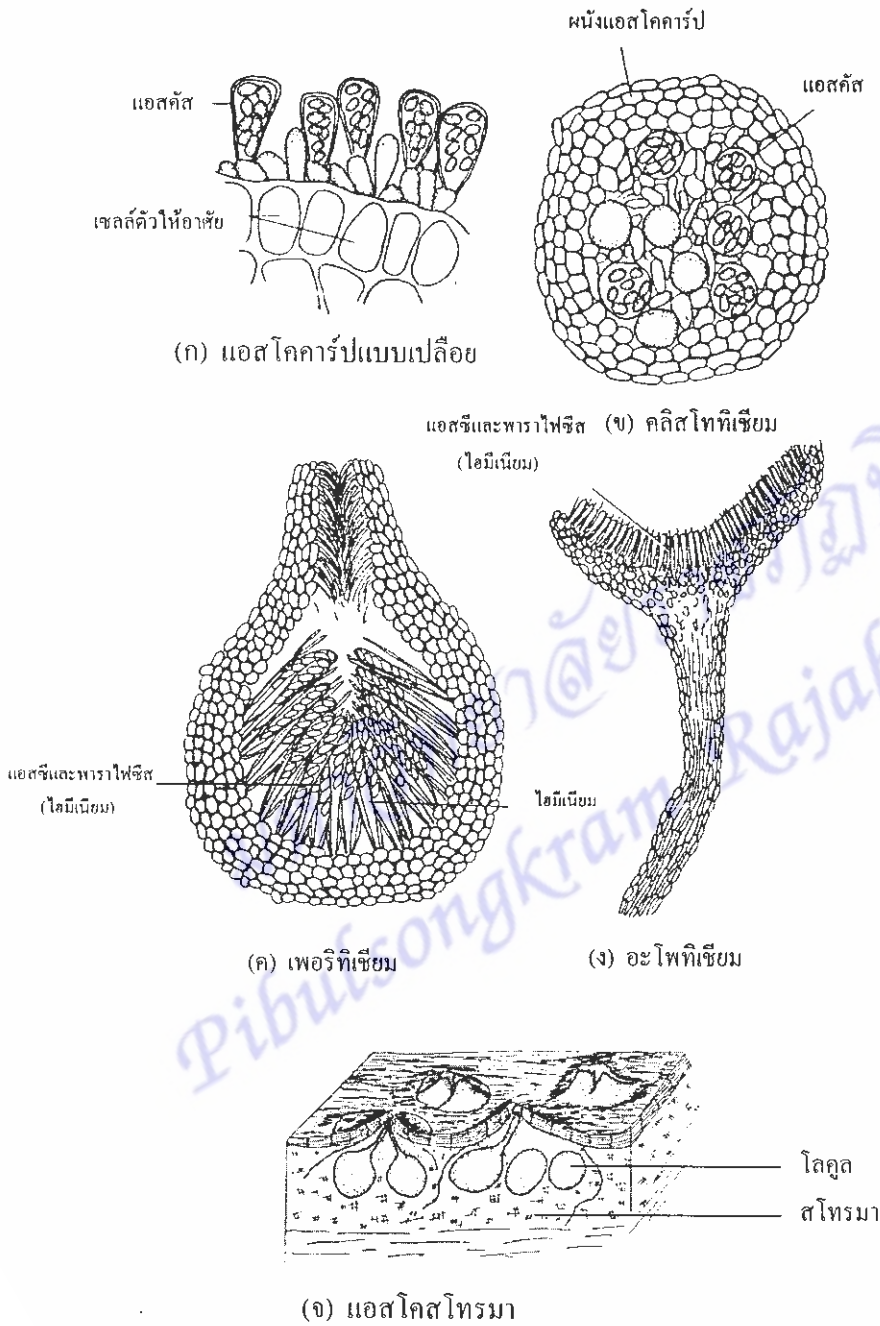 ผนังแอสโคคาร์ป
แอสคัส
แอสคัส
เซลล์ตัวให้อาศัย
(ก) แอสโคคาร์ปแบบเปลือย
แอสซีและพาราไฟซีส
(ไฮมีเนียม)
(ข) คลิสโททิเซียม
แอสซีและพาราไฟซีส
(ไฮมีเนียม)
ไฮมีเนียม
(ค) เพอริทิเซียม
(ง) อะโพทิเซียม
โลคูล
สโทรมา
(จ) แอสโคสโทรมา
Pibulsongkram Rajab